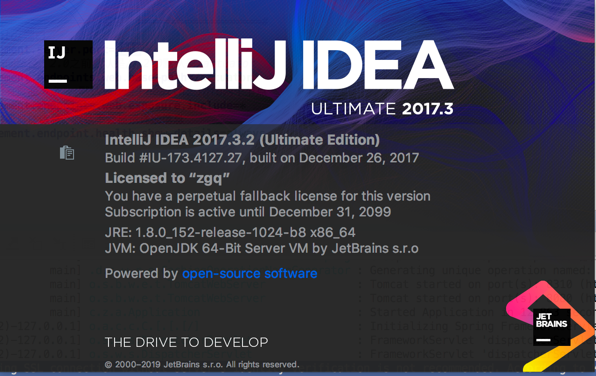 IJ
IntelliJ IDEA
ULTIMATE 2017.3
IntelliJ IDEA 2017.3.2 (Ultimate Edition)
Build #IU-173.4127.27, built on December 26, 2017
Licensed to “zgq”
You have a perpetual fallback license for this version
Subscription is active until December 31, 2099
JRE: 1.8.0_152-release-1024-b8 x86_64
JVM: OpenJDK 64-Bit Server VM by JetBrains s.r.o
Powered by open-source software
THE DRIVE TO DEVELOP
JET
BRAINS
© 2000–2019 JetBrains s.r.o. All rights reserved.